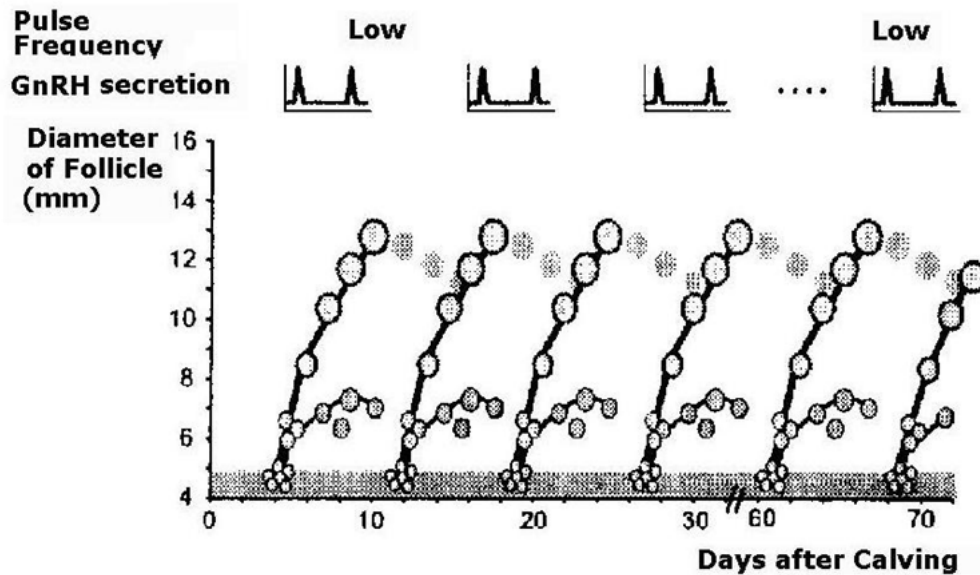 Pulse
Frequency
Low
Low
GnRH secretion
Diameter
of Follicle
(mm)
16
14
12
10
8
6
4
0
10
20
30
60
70
Days after Calving